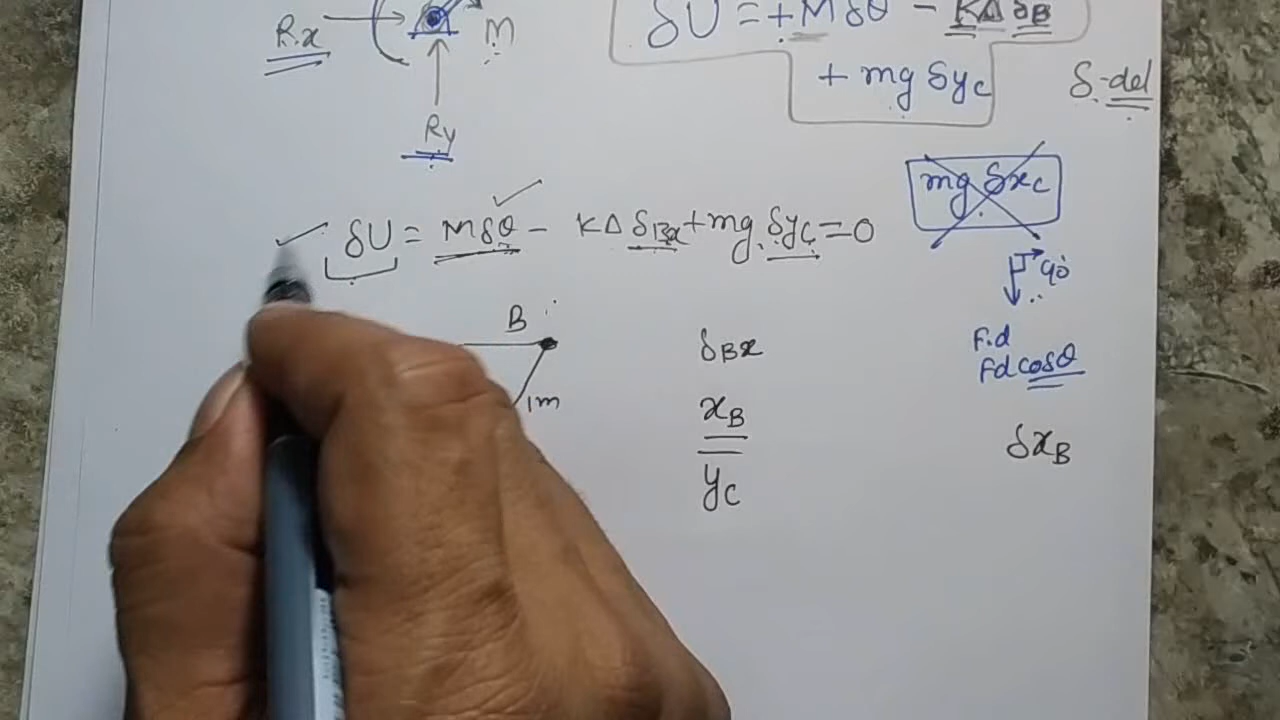 R.x
M
Ry
δU = +Mδθ - KΔ δB
+ mg δyc
δ-del
mg δxc
δU = Mδθ - KΔ δBx + mg δyc = 0
90°
B
1m
δBx
xB
yc
F.d
Fd cosθ
δxB